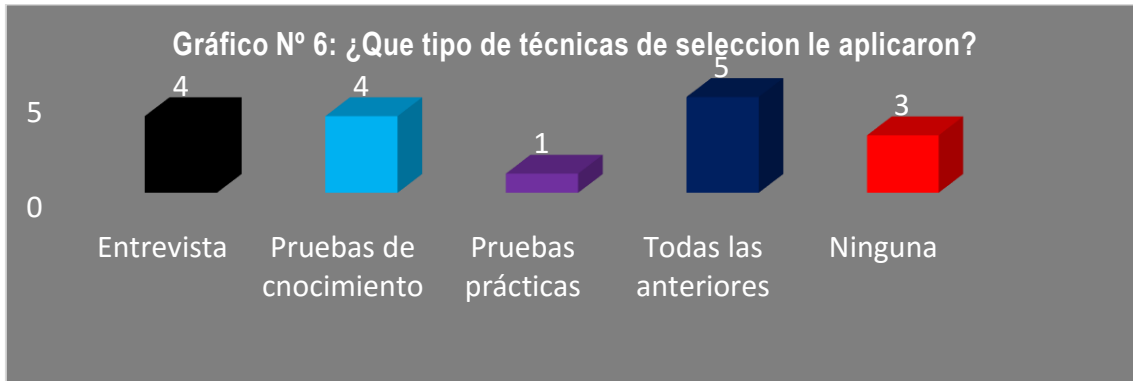 Gráfico Nº 6: ¿Que tipo de técnicas de seleccion le aplicaron?
4
4
1
5
3
5
0
Entrevista
Pruebas de
cnocimiento
Pruebas
prácticas
Todas las
anteriores
Ninguna